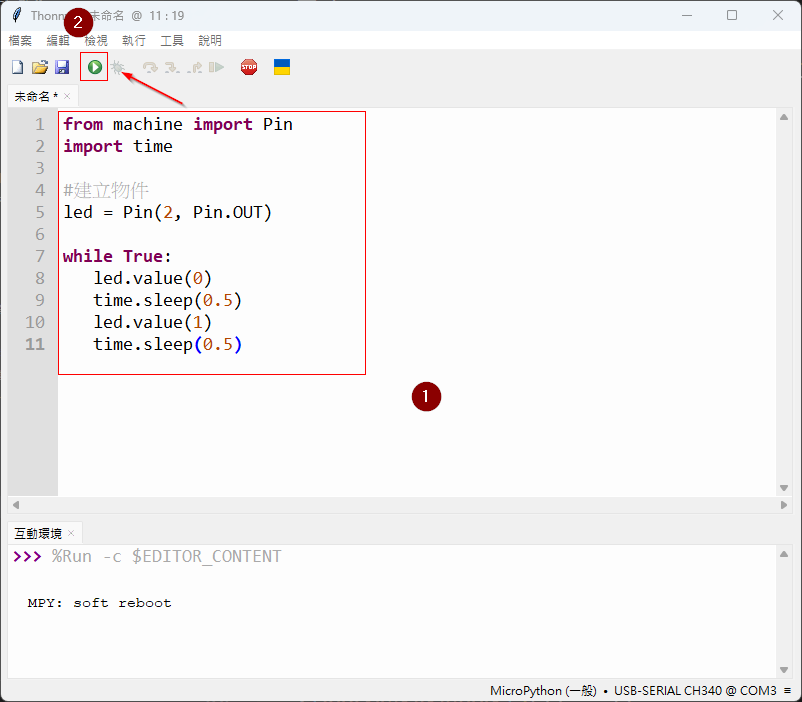 Thonn 未命名 @ 11 : 19
2
檔案 編輯 檢視 執行 工具 說明
STOP
未命名 * ×
1 from machine import Pin
2 import time
3
4 #建立物件
5 led = Pin(2, Pin.OUT)
6
7 while True:
8 led.value(0)
9 time.sleep(0.5)
10 led.value(1)
11 time.sleep(0.5)
1
互動環境 ×
>>> %Run -c $EDITOR_CONTENT
MPY: soft reboot
MicroPython (一般) • USB-SERIAL CH340 @ COM3 ≡